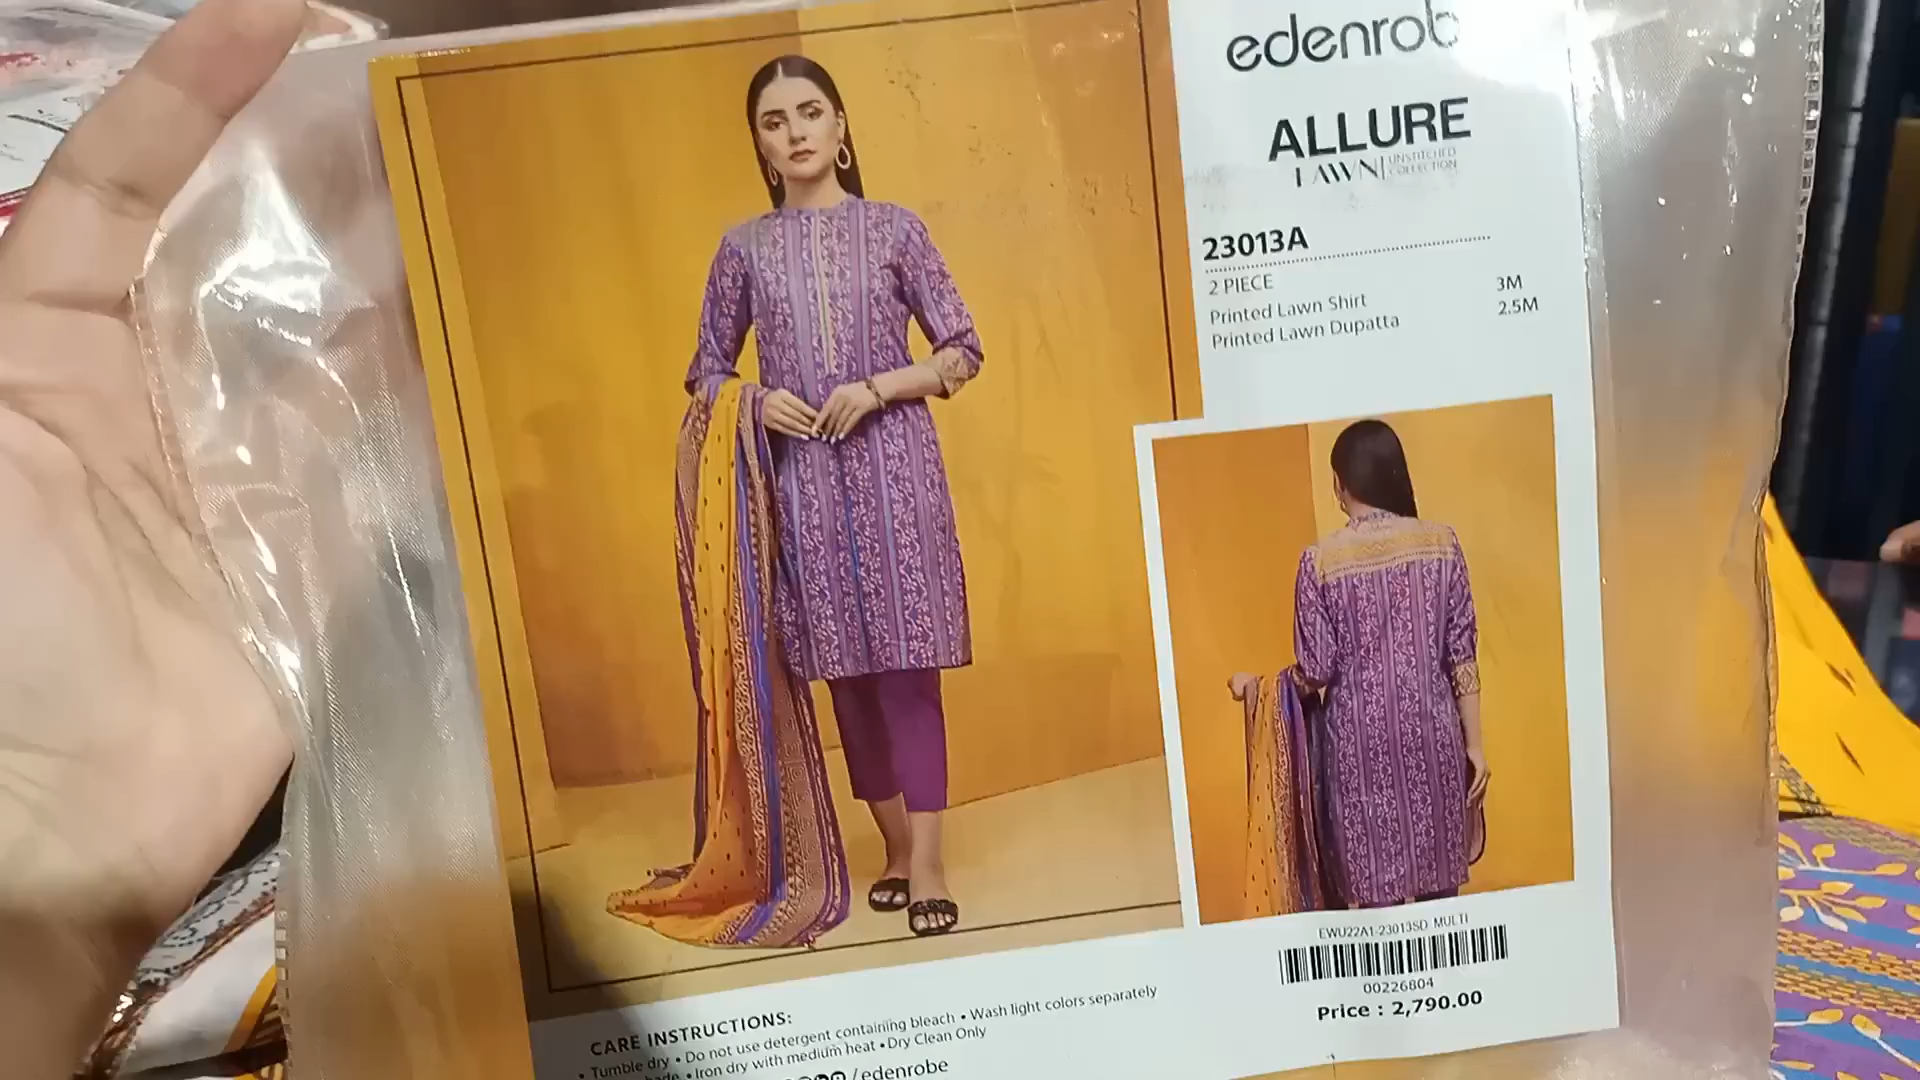 edenrob
ALLURE
LAWN UNSTITCHED COLLECTION
23013A
2 PIECE
Printed Lawn Shirt 3M
Printed Lawn Dupatta 2.5M
EWU22A1-23013SD MULTI
00226804
Price : 2,790.00
CARE INSTRUCTIONS:
• Tumble dry • Do not use detergent containing bleach • Wash light colors separately
• Iron dry with medium heat • Dry Clean Only
/edenrobe